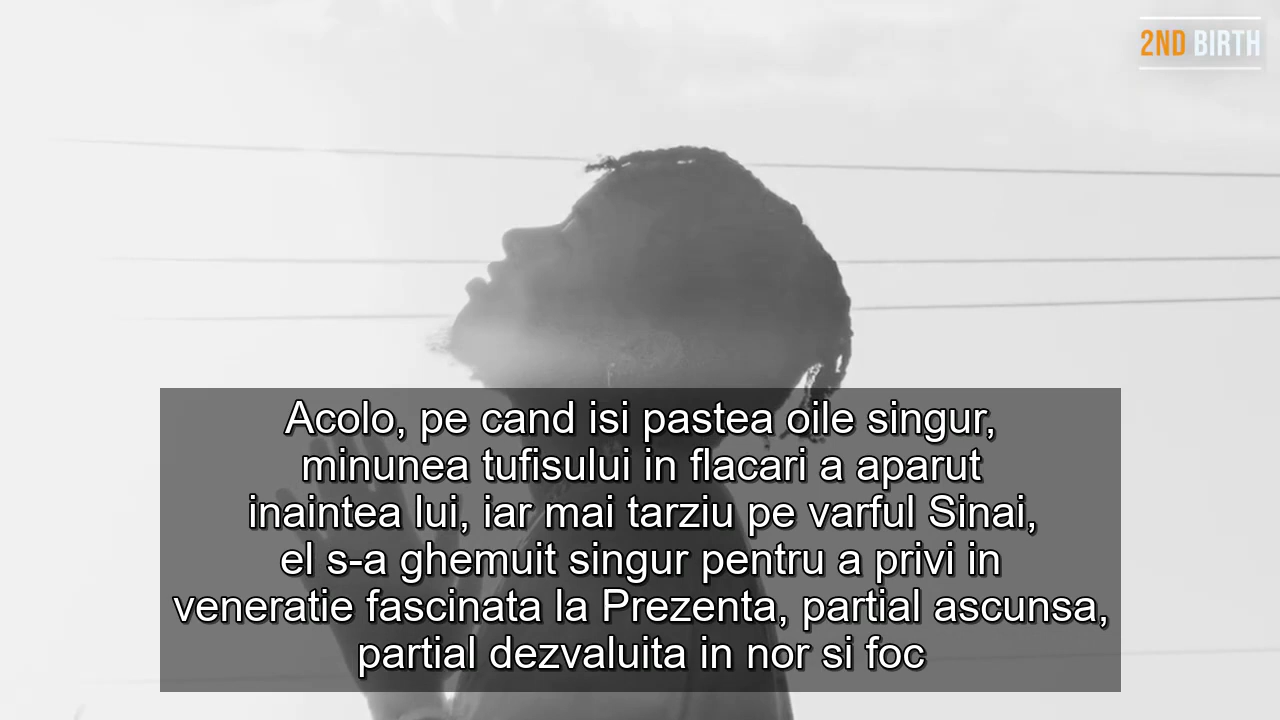 2ND BIRTH
Acolo, pe cand isi pastea oile singur,
minunea tufisului in flacari a aparut
inaintea lui, iar mai tarziu pe varful Sinai,
el s-a ghemuit singur pentru a privi in
veneratie fascinata la Prezenta, partial ascunsa,
partial dezvaluita in nor si foc